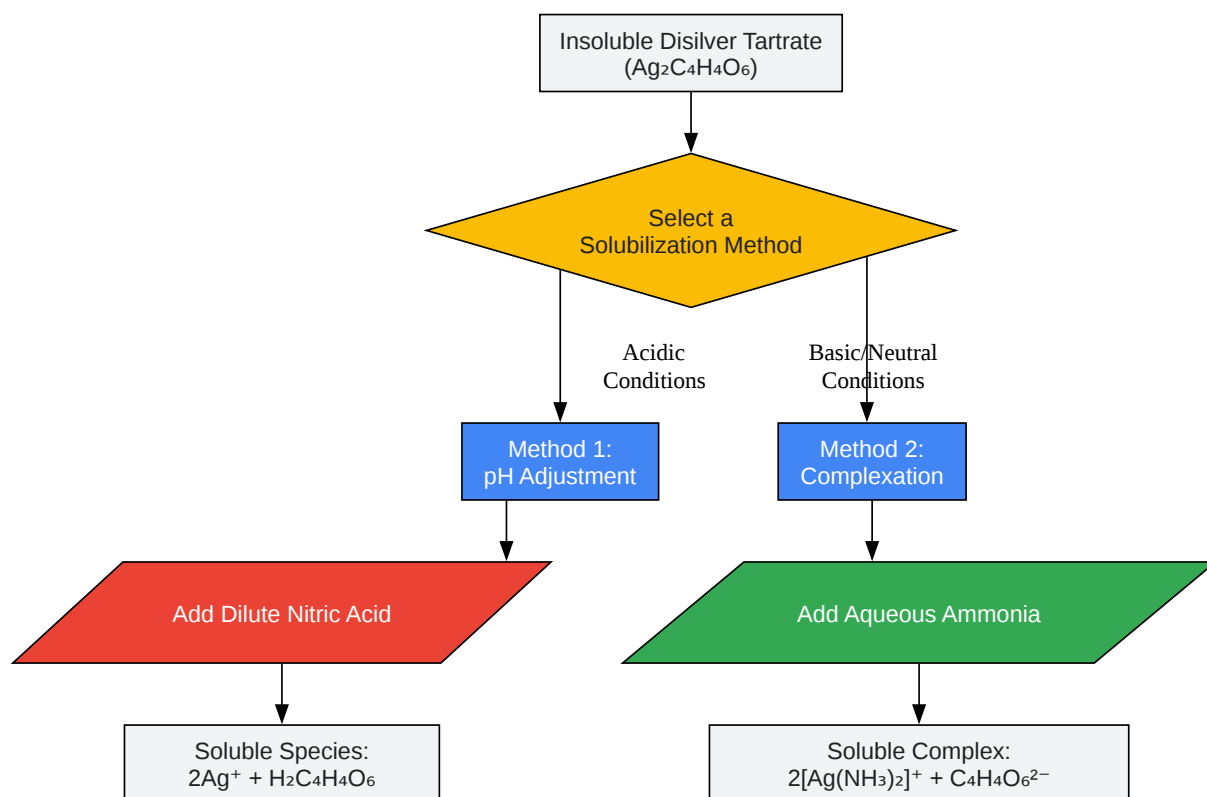 Insoluble Disilver Tartrate
(Ag₂C₄H₄O₆)
Select a
Solubilization Method
Acidic
Conditions
Basic/Neutral
Conditions
Method 1:
pH Adjustment
Method 2:
Complexation
Add Dilute Nitric Acid
Add Aqueous Ammonia
Soluble Species:
2Ag⁺ + H₂C₄H₄O₆
Soluble Complex:
2[Ag(NH₃)₂]⁺ + C₄H₄O₆²⁻